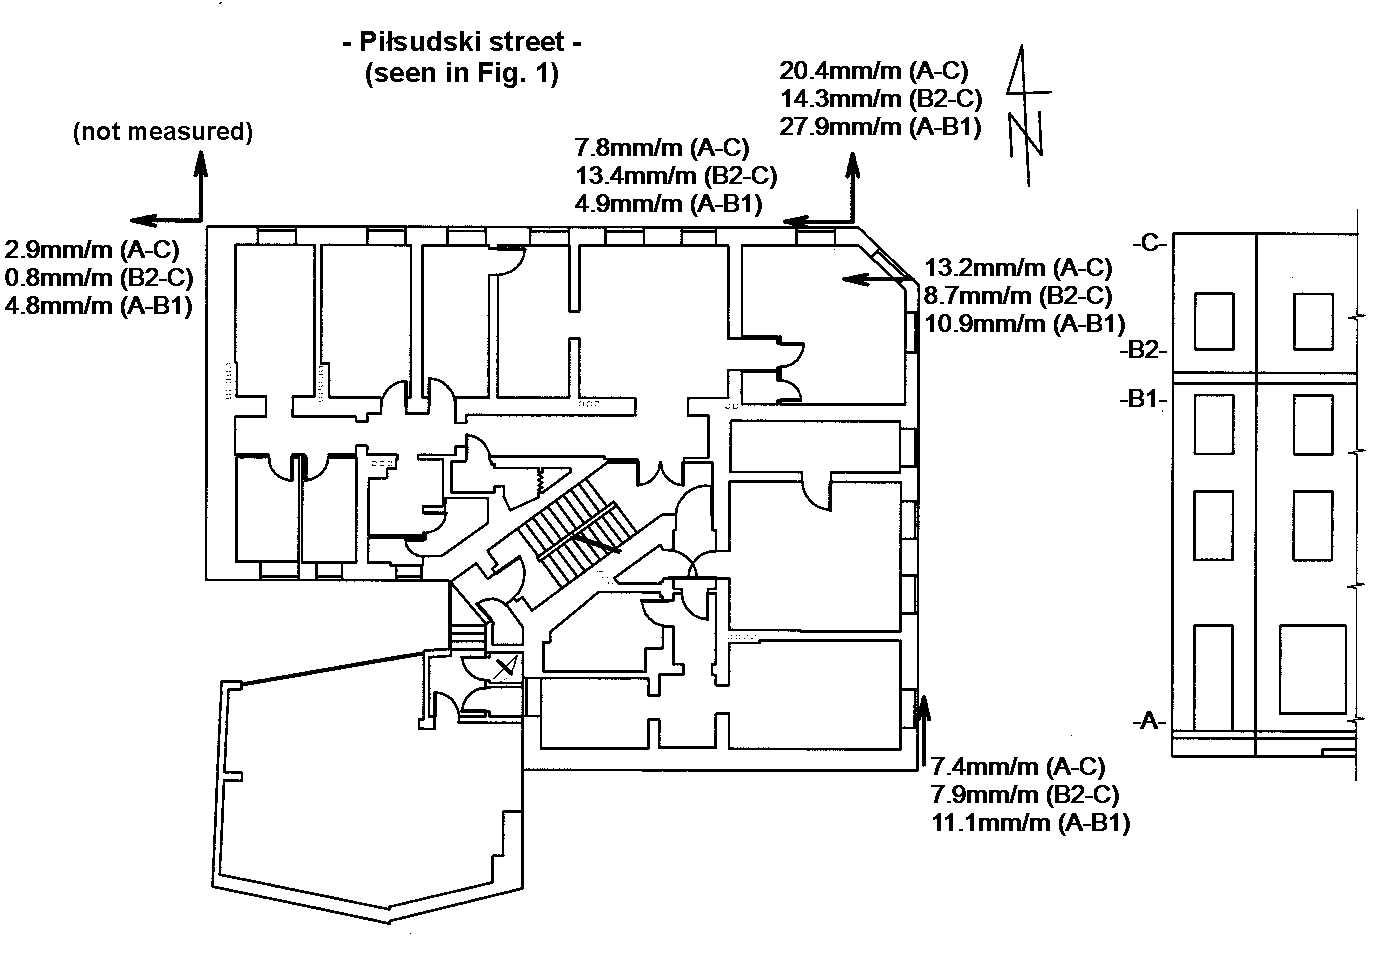 - Piłsudski street -
(seen in Fig. 1)
20.4mm/m (A-C)
14.3mm/m (B2-C)
27.9mm/m (A-B1)
N
(not measured)
7.8mm/m (A-C)
13.4mm/m (B2-C)
4.9mm/m (A-B1)
2.9mm/m (A-C)
0.8mm/m (B2-C)
4.8mm/m (A-B1)
13.2mm/m (A-C)
8.7mm/m (B2-C)
10.9mm/m (A-B1)
-C-
-B2-
-B1-
-A-
7.4mm/m (A-C)
7.9mm/m (B2-C)
11.1mm/m (A-B1)